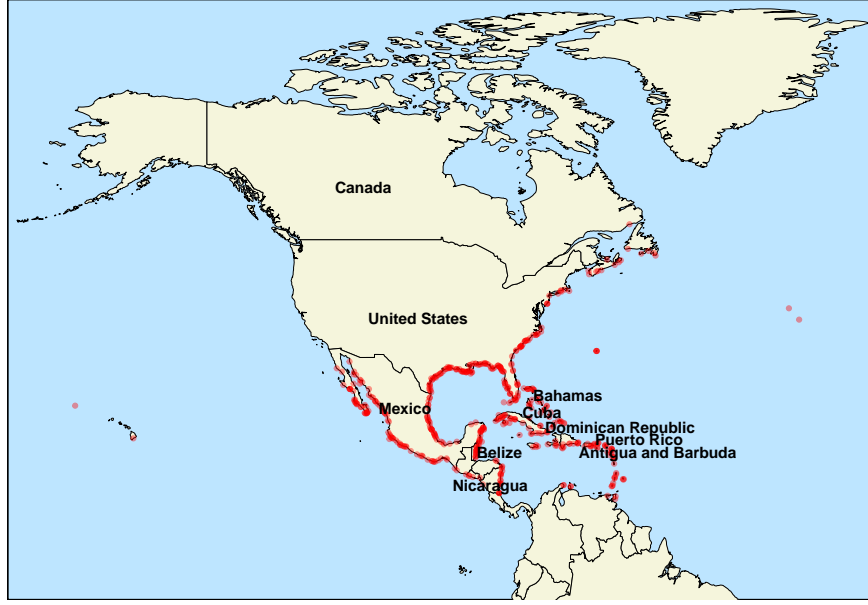 Canada
United States
Bahamas
Mexico
Cuba
Dominican Republic
Puerto Rico
Belize
Antigua and Barbuda
Nicaragua